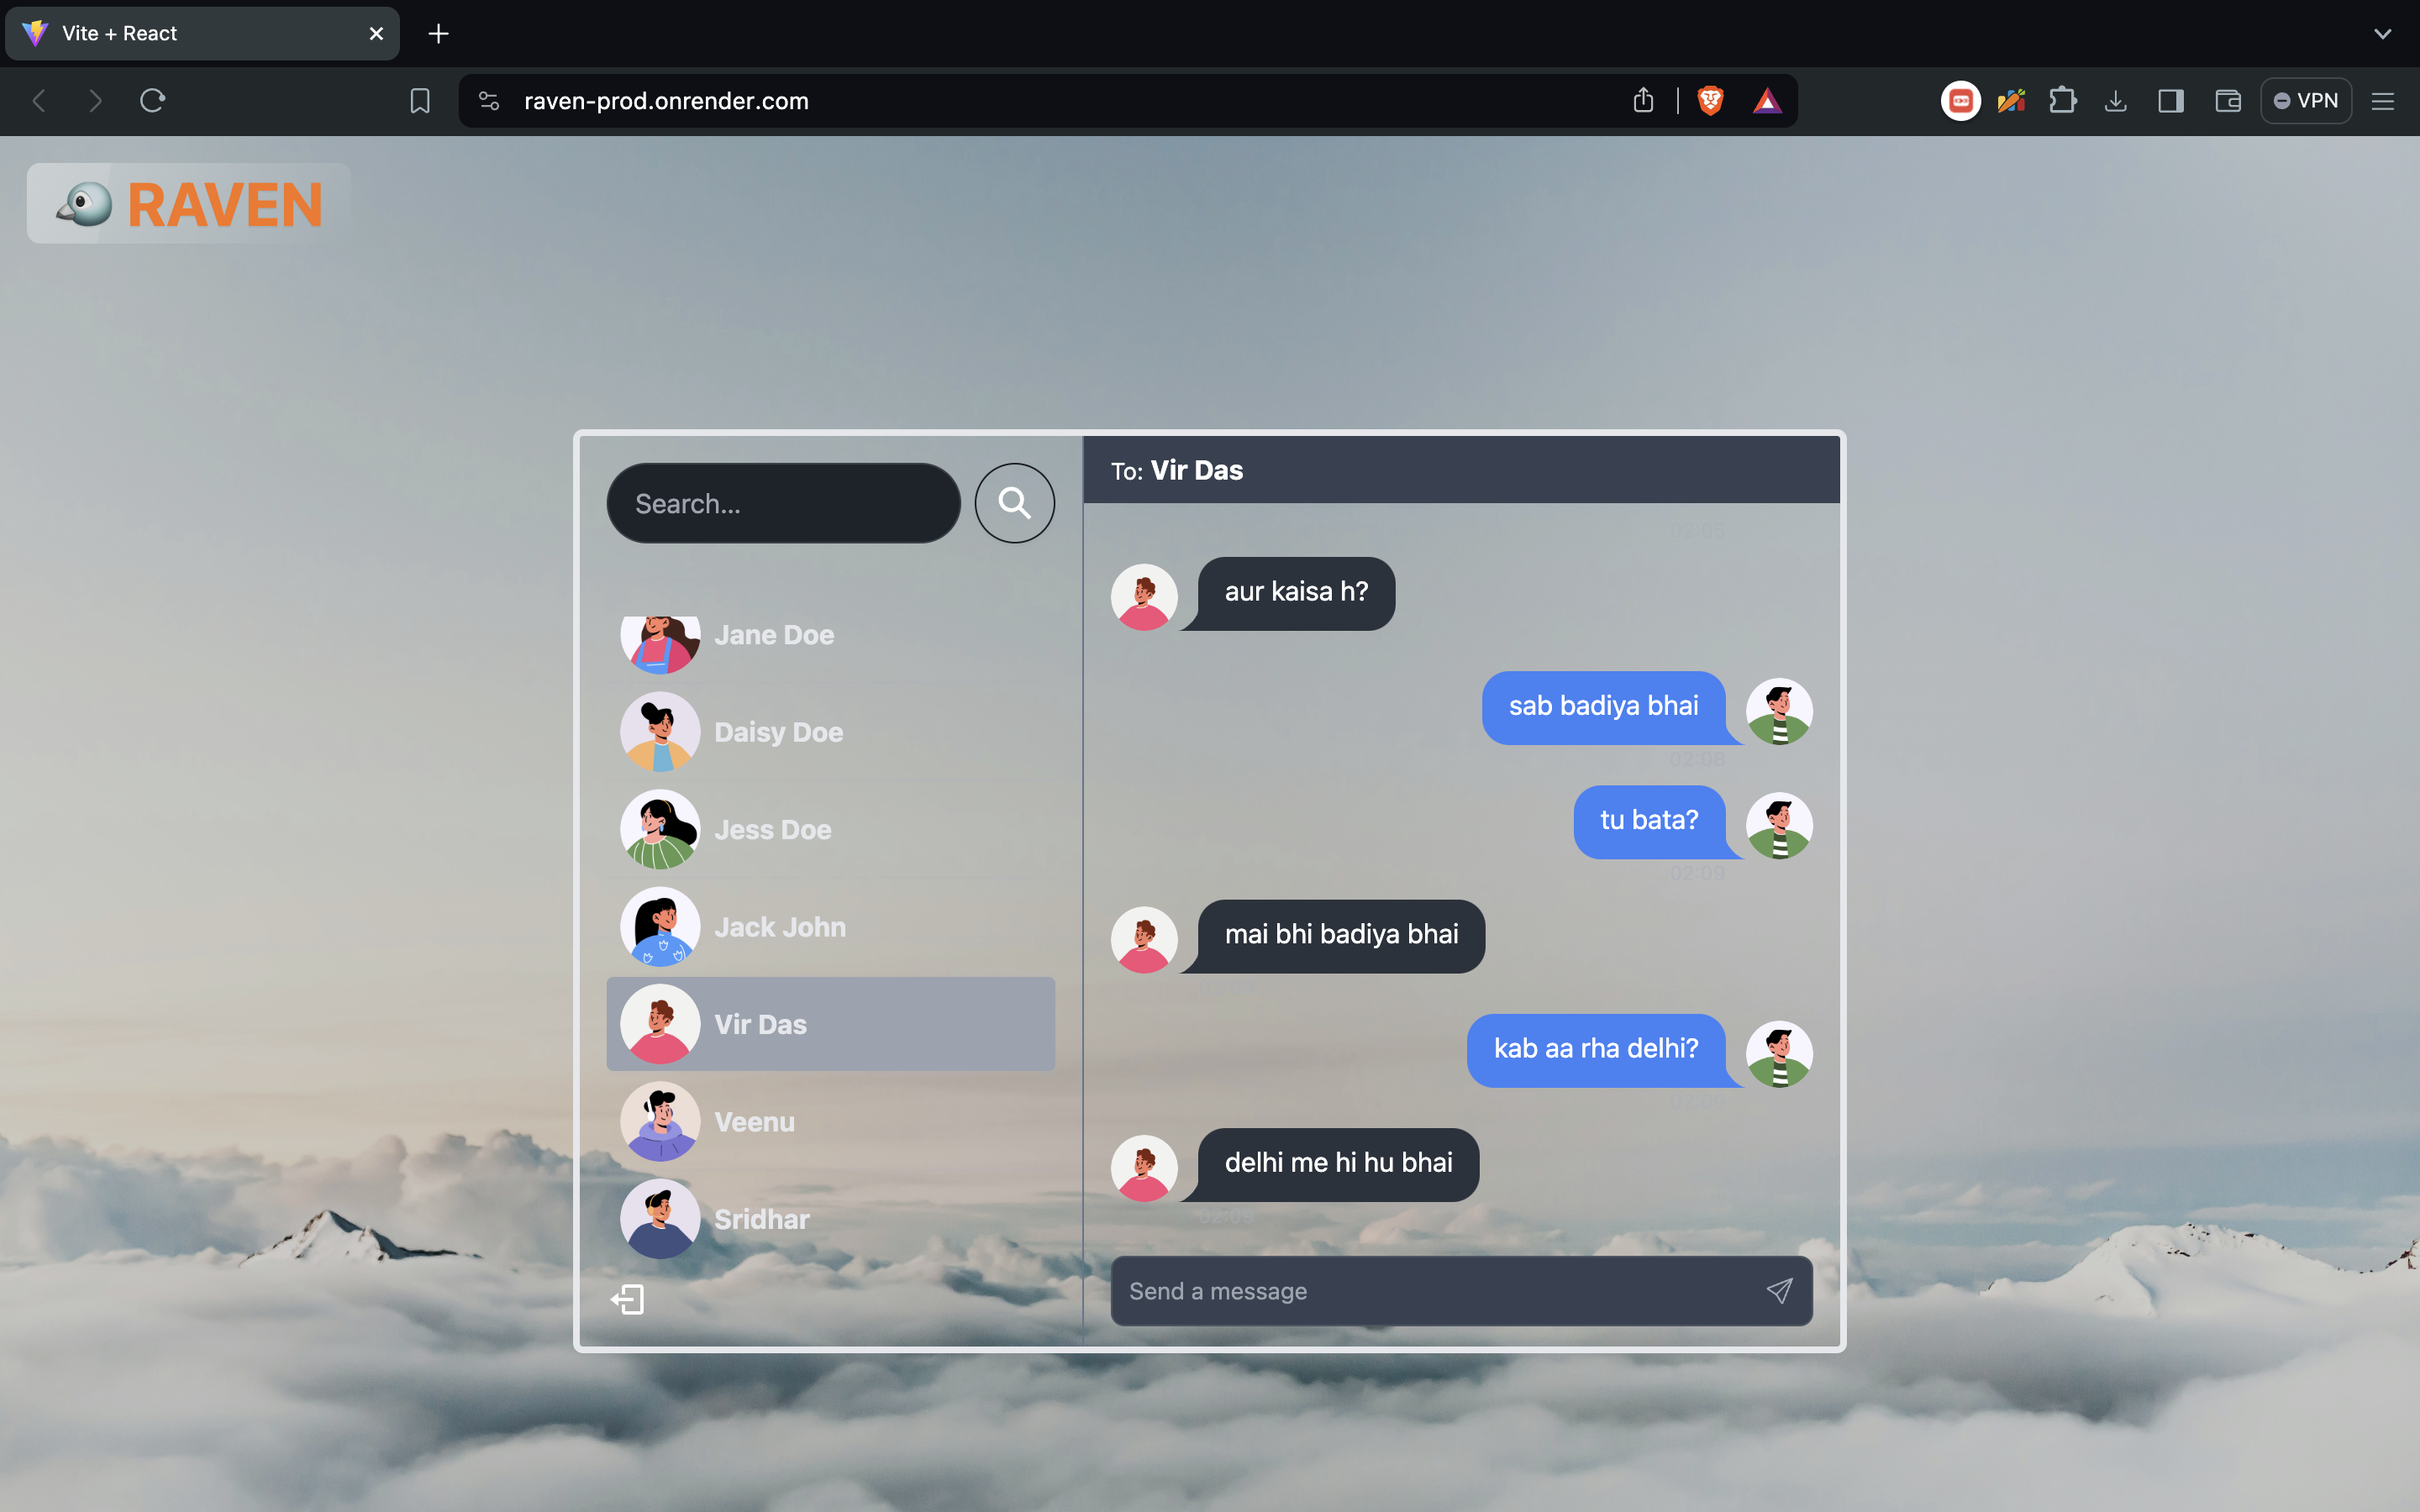 Vite + React
raven-prod.onrender.com
VPN
RAVEN
Search...
Jane Doe
Daisy Doe
Jess Doe
Jack John
Vir Das
Veenu
Sridhar
To: Vir Das
02:05
aur kaisa h?
sab badiya bhai
02:08
tu bata?
02:09
mai bhi badiya bhai
kab aa rha delhi?
02:09
delhi me hi hu bhai
02:09
Send a message